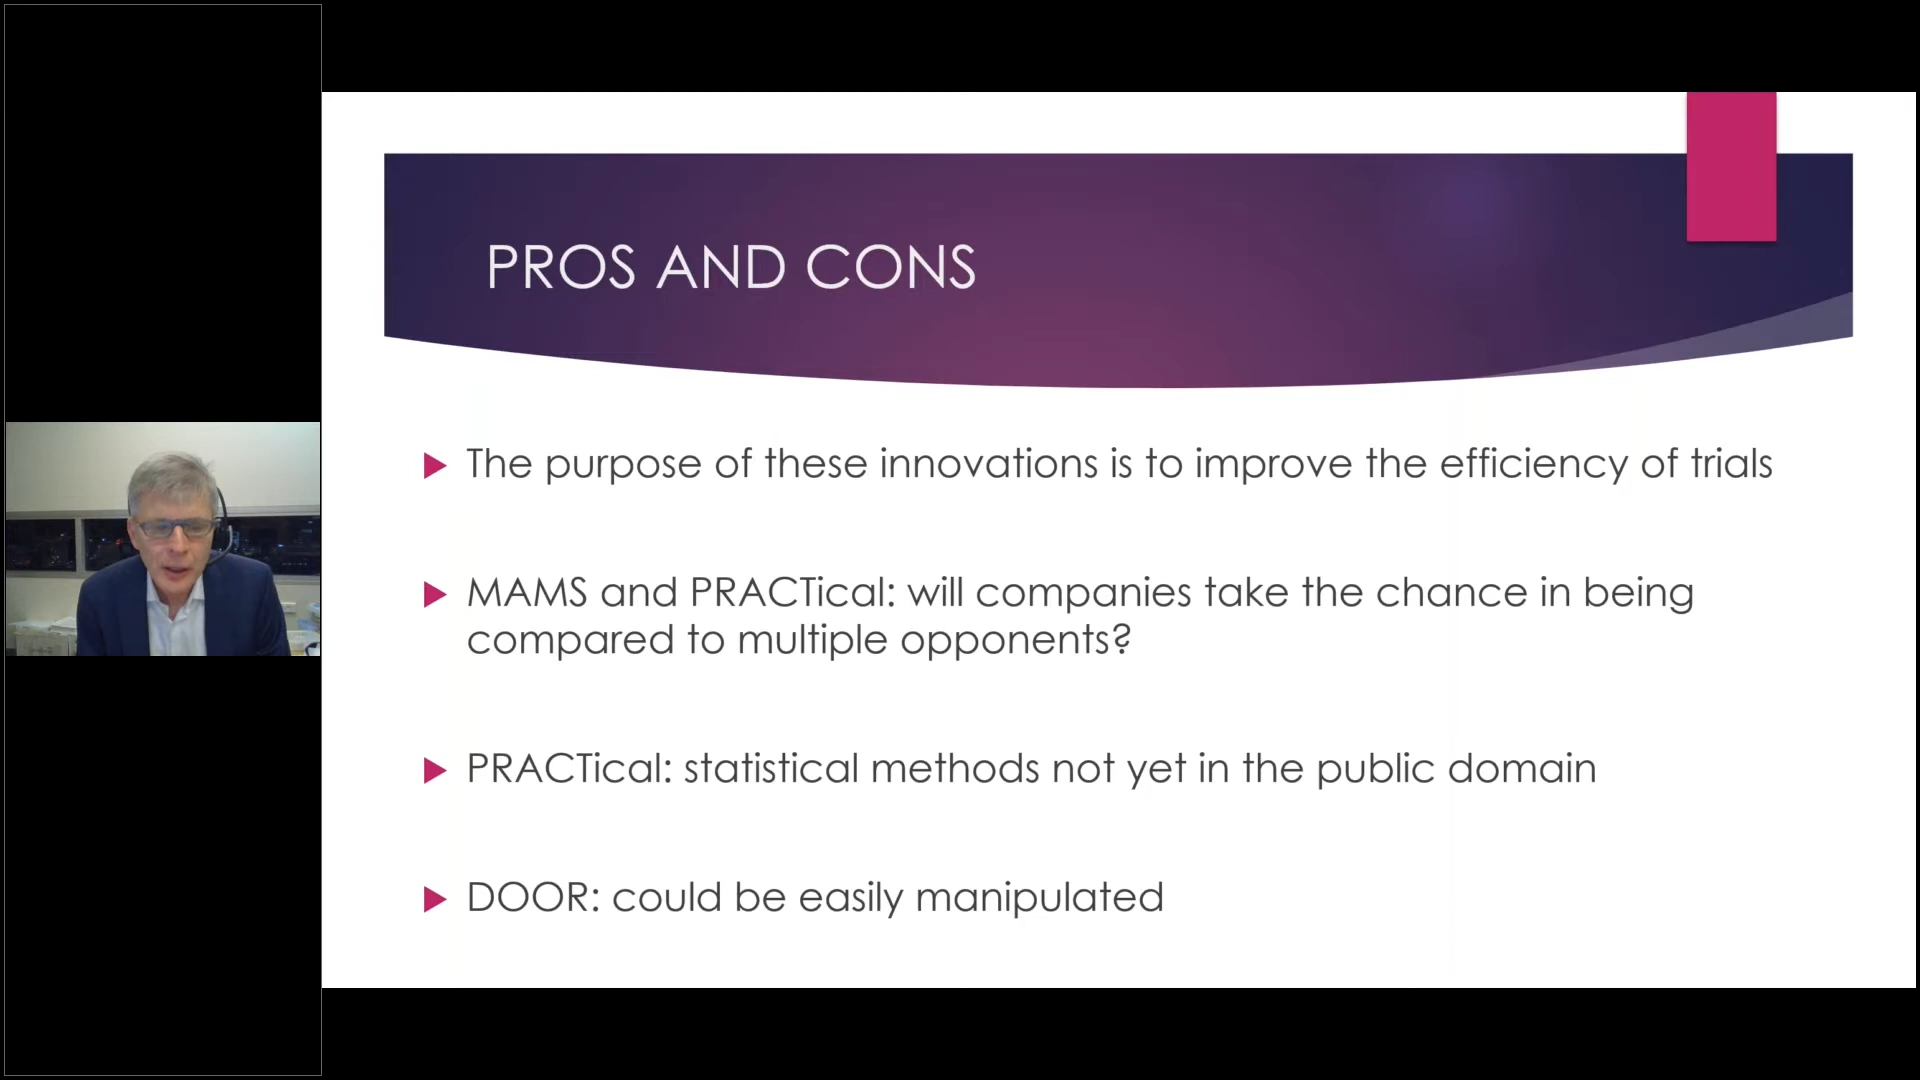 PROS AND CONS
The purpose of these innovations is to improve the efficiency of trials
MAMS and PRACTical: will companies take the chance in being
compared to multiple opponents?
PRACTical: statistical methods not yet in the public domain
DOOR: could be easily manipulated